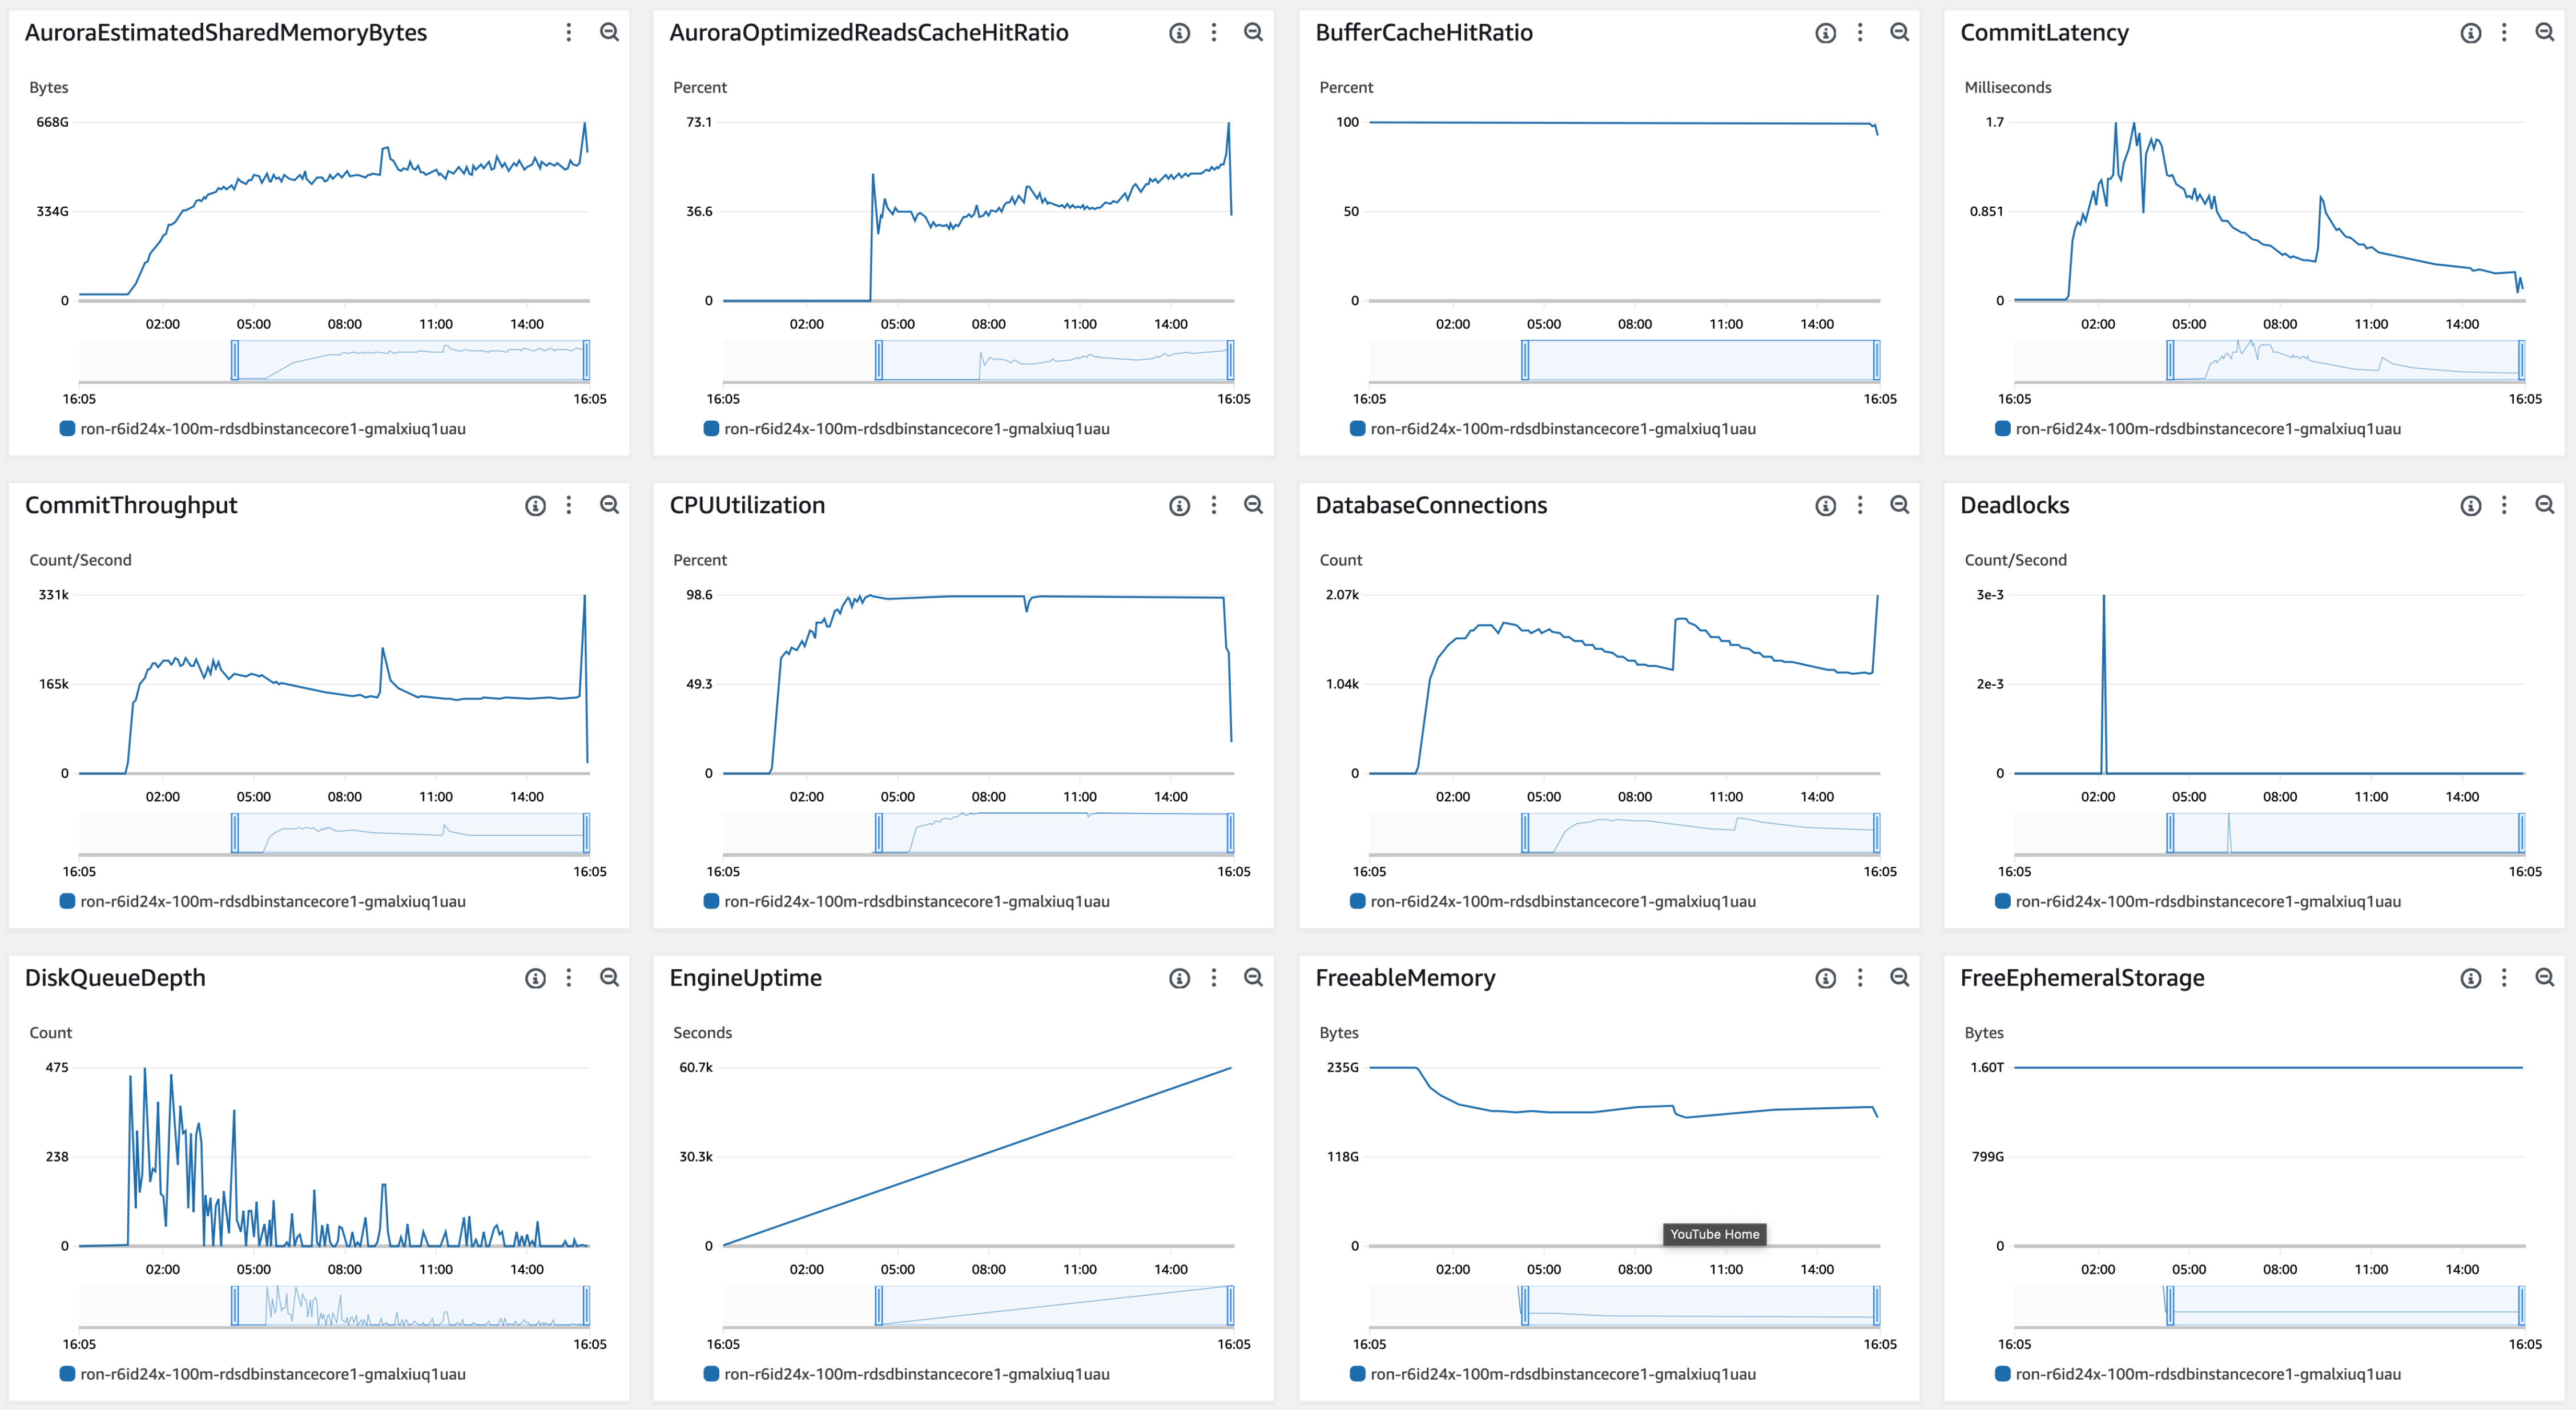 AuroraEstimatedSharedMemoryBytes
Bytes
668G
334G
0
02:00 05:00 08:00 11:00 14:00
16:05 16:05
ron-r6id24x-100m-rdsdbinstancecore1-gmalxiuq1uau
AuroraOptimizedReadsCacheHitRatio
Percent
73.1
36.6
0
02:00 05:00 08:00 11:00 14:00
16:05 16:05
ron-r6id24x-100m-rdsdbinstancecore1-gmalxiuq1uau
BufferCacheHitRatio
Percent
100
50
0
02:00 05:00 08:00 11:00 14:00
16:05 16:05
ron-r6id24x-100m-rdsdbinstancecore1-gmalxiuq1uau
CommitLatency
Milliseconds
1.7
0.851
0
02:00 05:00 08:00 11:00 14:00
16:05 16:05
ron-r6id24x-100m-rdsdbinstancecore1-gmalxiuq1uau
CommitThroughput
Count/Second
331k
165k
0
02:00 05:00 08:00 11:00 14:00
16:05 16:05
ron-r6id24x-100m-rdsdbinstancecore1-gmalxiuq1uau
CPUUtilization
Percent
98.6
49.3
0
02:00 05:00 08:00 11:00 14:00
16:05 16:05
ron-r6id24x-100m-rdsdbinstancecore1-gmalxiuq1uau
DatabaseConnections
Count
2.07k
1.04k
0
02:00 05:00 08:00 11:00 14:00
16:05 16:05
ron-r6id24x-100m-rdsdbinstancecore1-gmalxiuq1uau
Deadlocks
Count/Second
3e-3
2e-3
0
02:00 05:00 08:00 11:00 14:00
16:05 16:05
ron-r6id24x-100m-rdsdbinstancecore1-gmalxiuq1uau
DiskQueueDepth
Count
475
238
0
02:00 05:00 08:00 11:00 14:00
16:05 16:05
ron-r6id24x-100m-rdsdbinstancecore1-gmalxiuq1uau
EngineUptime
Seconds
60.7k
30.3k
0
02:00 05:00 08:00 11:00 14:00
16:05 16:05
ron-r6id24x-100m-rdsdbinstancecore1-gmalxiuq1uau
FreeableMemory
Bytes
235G
118G
YouTube Home
0
02:00 05:00 08:00 11:00 14:00
16:05 16:05
ron-r6id24x-100m-rdsdbinstancecore1-gmalxiuq1uau
FreeEphemeralStorage
Bytes
1.60T
799G
0
02:00 05:00 08:00 11:00 14:00
16:05 16:05
ron-r6id24x-100m-rdsdbinstancecore1-gmalxiuq1uau